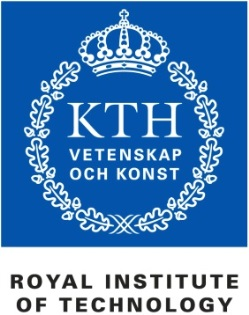 KTH
VETENSKAP
OCH KONST
ROYAL INSTITUTE
OF TECHNOLOGY